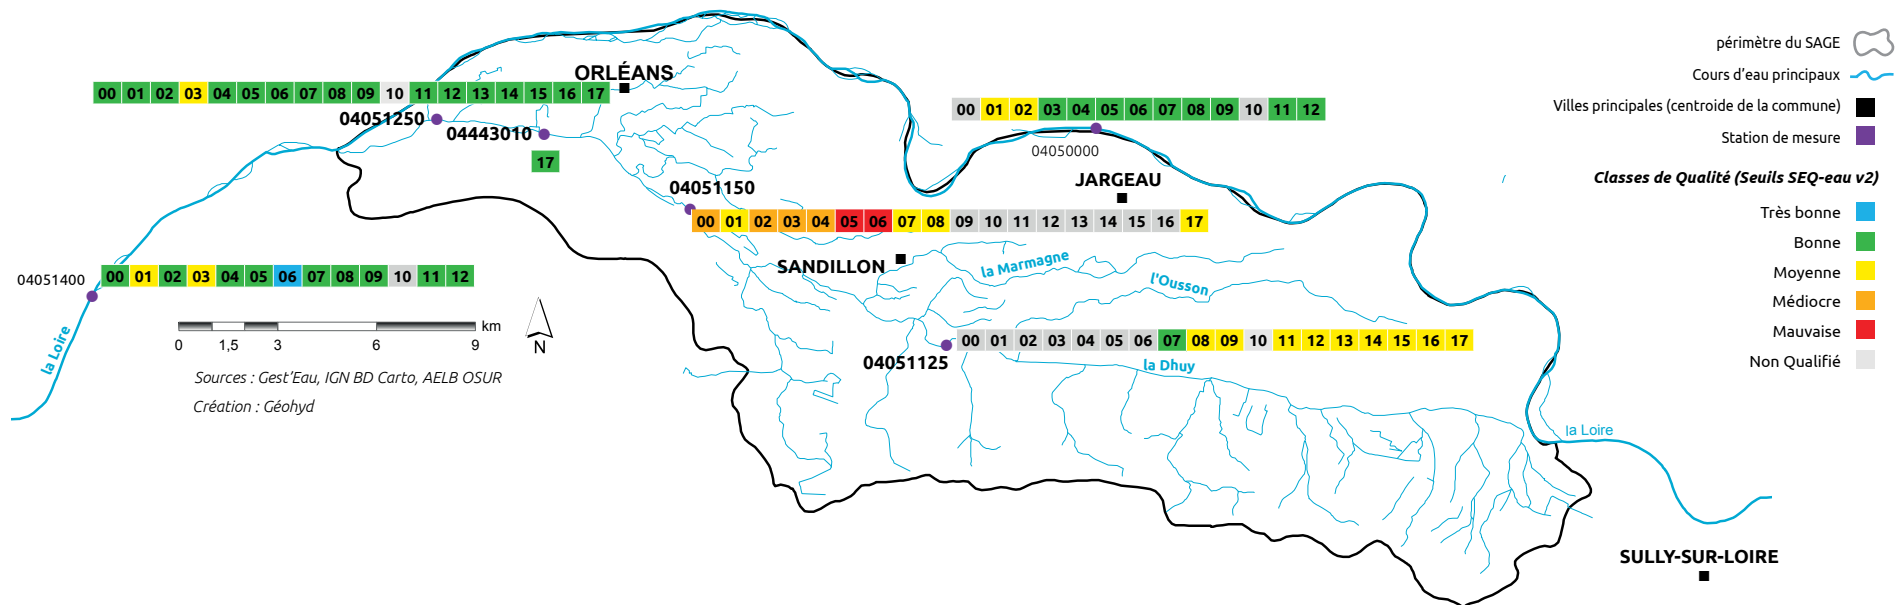 périmètre du SAGE
Cours d'eau principaux
Villes principales (centroide de la commune)
Station de mesure
Classes de Qualité (Seuils SEQ-eau v2)
Très bonne
Bonne
Moyenne
Médiocre
Mauvaise
Non Qualifié
ORLÉANS
00 01 02 03 04 05 06 07 08 09 10 11 12 13 14 15 16 17
04051250
04443010
17
00 01 02 03 04 05 06 07 08 09 10 11 12
04050000
JARGEAU
04051150
00 01 02 03 04 05 06 07 08 09 10 11 12 13 14 15 16 17
SANDILLON
la Marmagne
l'Ousson
04051400
00 01 02 03 04 05 06 07 08 09 10 11 12
la Loire
km
0 1,5 3 6 9
N
Sources : Gest'Eau, IGN BD Carto, AELB OSUR
Création : Géohyd
00 01 02 03 04 05 06 07 08 09 10 11 12 13 14 15 16 17
04051125
la Dhuy
la Loire
SULLY-SUR-LOIRE